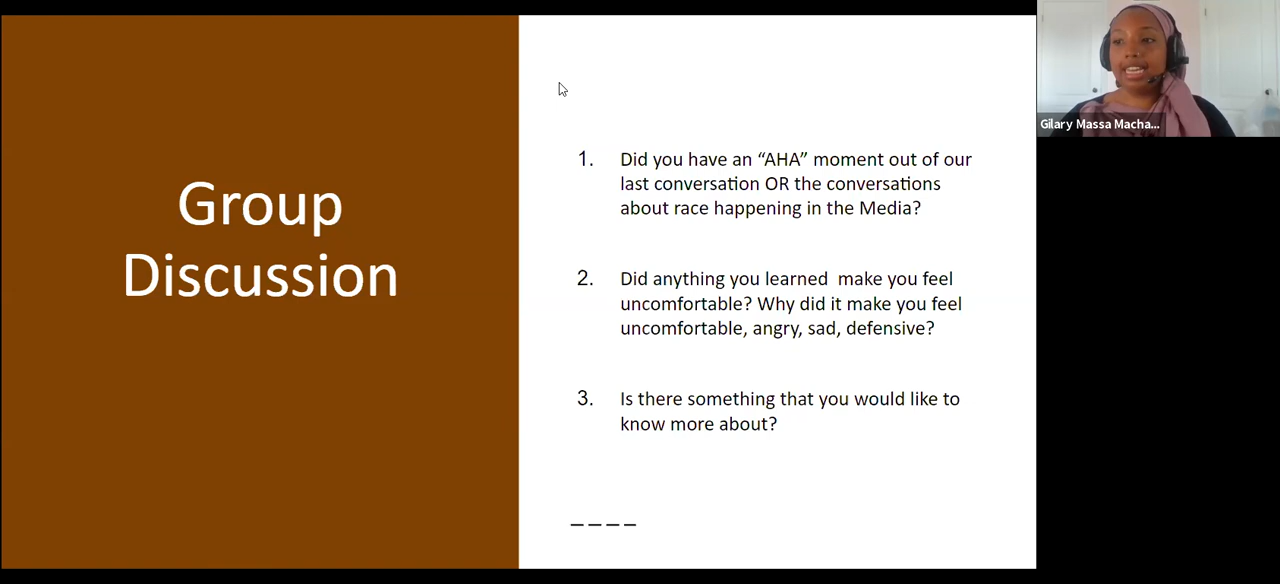 Group
Discussion
1. Did you have an “AHA” moment out of our
last conversation OR the conversations
about race happening in the Media?
2. Did anything you learned  make you feel
uncomfortable? Why did it make you feel
uncomfortable, angry, sad, defensive?
3. Is there something that you would like to
know more about?
Gilary Massa Macha...